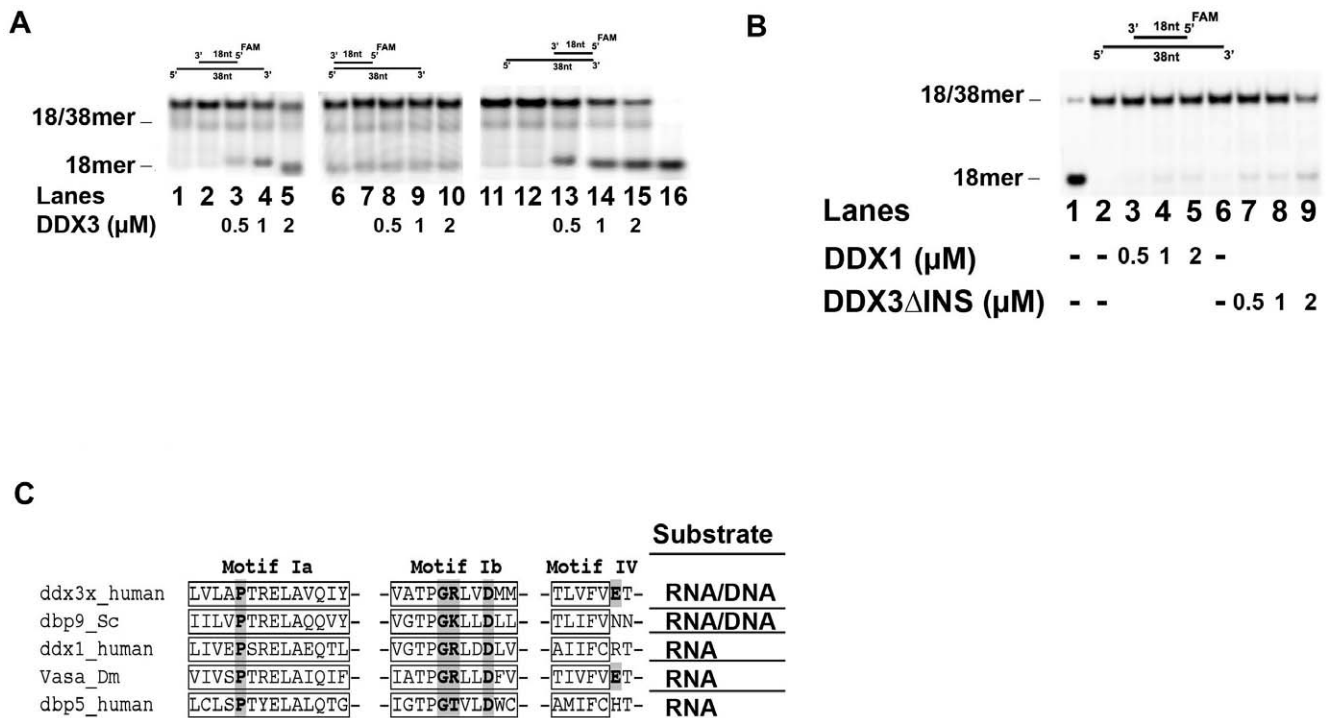 A
3' 18nt 5' FAM
5' 38nt 3'
3' 18nt 5' FAM
5' 38nt 3'
3' 18nt 5' FAM
5' 38nt 3'
18/38mer
18mer
Lanes 1 2 3 4 5 6 7 8 9 10 11 12 13 14 15 16
DDX3 (µM) 0.5 1 2 0.5 1 2 0.5 1 2
B
3' 18nt 5' FAM
5' 38nt 3'
18/38mer
18mer
Lanes 1 2 3 4 5 6 7 8 9
DDX1 (µM) - - 0.5 1 2 -
DDX3ΔINS (µM) - - - 0.5 1 2
C
Substrate
Motif Ia Motif Ib Motif IV
ddx3x_human LVLAPTRELAVQIY- -VATPGRLVDMM- -TLVFVET- RNA/DNA
dbp9_Sc IILVPTRELAQQVY- -VGTPGKLLDLL- -TLIFVNN- RNA/DNA
ddx1_human LIVEPSRELAEQTL- -VGTPGRLDDLV- -AIIFCRT- RNA
Vasa_Dm VIVSPTRELAIQIF- -IATPGRLLDFV- -TIVFVET- RNA
dbp5_human LCLSPTYELALQTG- -IGTPGTVLDWC- -AMIFCHT- RNA